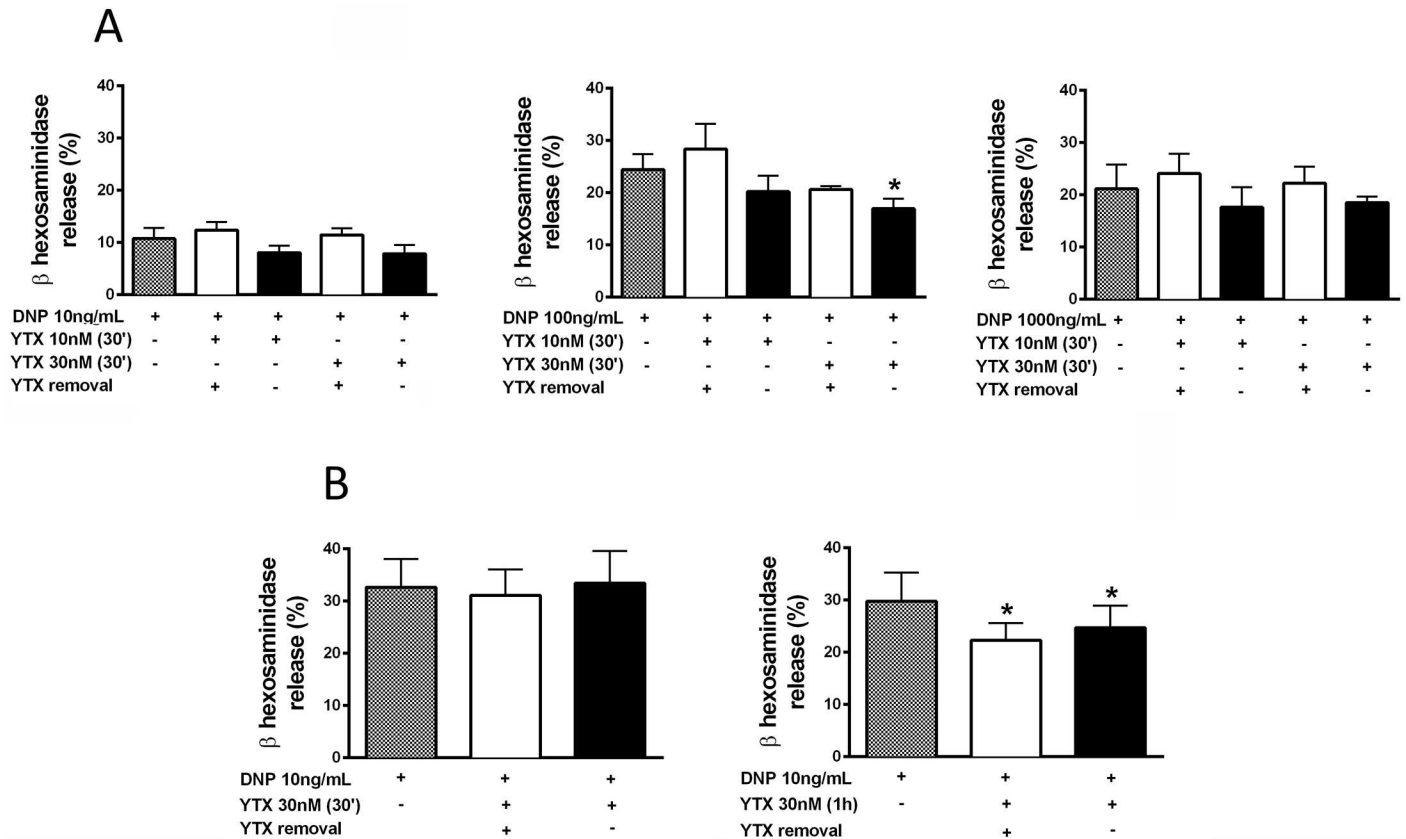 A
β hexosaminidase
release (%)
40
30
20
10
0
DNP 10ng/mL + + + + +
YTX 10nM (30') - + + - -
YTX 30nM (30') - - - + +
YTX removal + - + -
β hexosaminidase
release (%)
40
30
20
10
0
DNP 100ng/mL + + + + +
YTX 10nM (30') - + + - -
YTX 30nM (30') - - - + +
YTX removal + - + -
*
β hexosaminidase
release (%)
40
30
20
10
0
DNP 1000ng/mL + + + + +
YTX 10nM (30') - + + - -
YTX 30nM (30') - - - + +
YTX removal + - + -
B
β hexosaminidase
release (%)
40
30
20
10
0
DNP 10ng/mL + + +
YTX 30nM (30') - + +
YTX removal + -
β hexosaminidase
release (%)
40
30
20
10
0
* *
DNP 10ng/mL + + +
YTX 30nM (1h) - + +
YTX removal + -